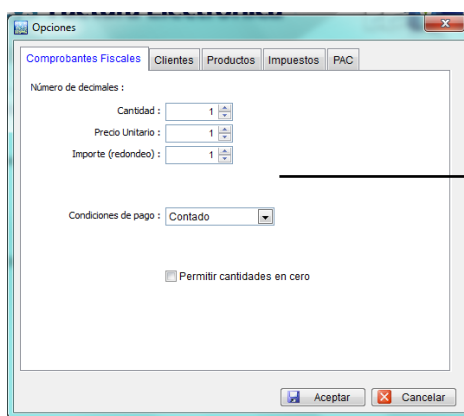 Opciones
Comprobantes Fiscales Clientes Productos Impuestos PAC
Número de decimales :
Cantidad : 1
Precio Unitario : 1
Importe (redondeo) : 1
Condiciones de pago : Contado
Permitir cantidades en cero
Aceptar Cancelar